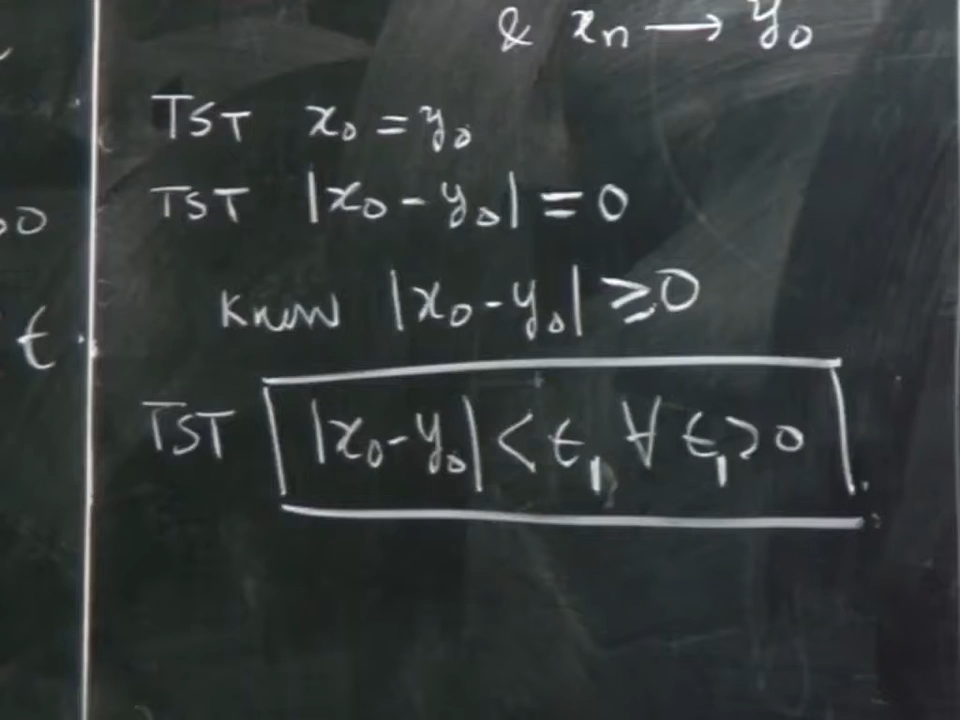 & xₙ → y₀
TST x₀ = y₀
TST |x₀ - y₀| = 0
Know |x₀ - y₀| ≥ 0
TST |x₀ - y₀| < ε₁ ∀ ε₁ > 0
ε